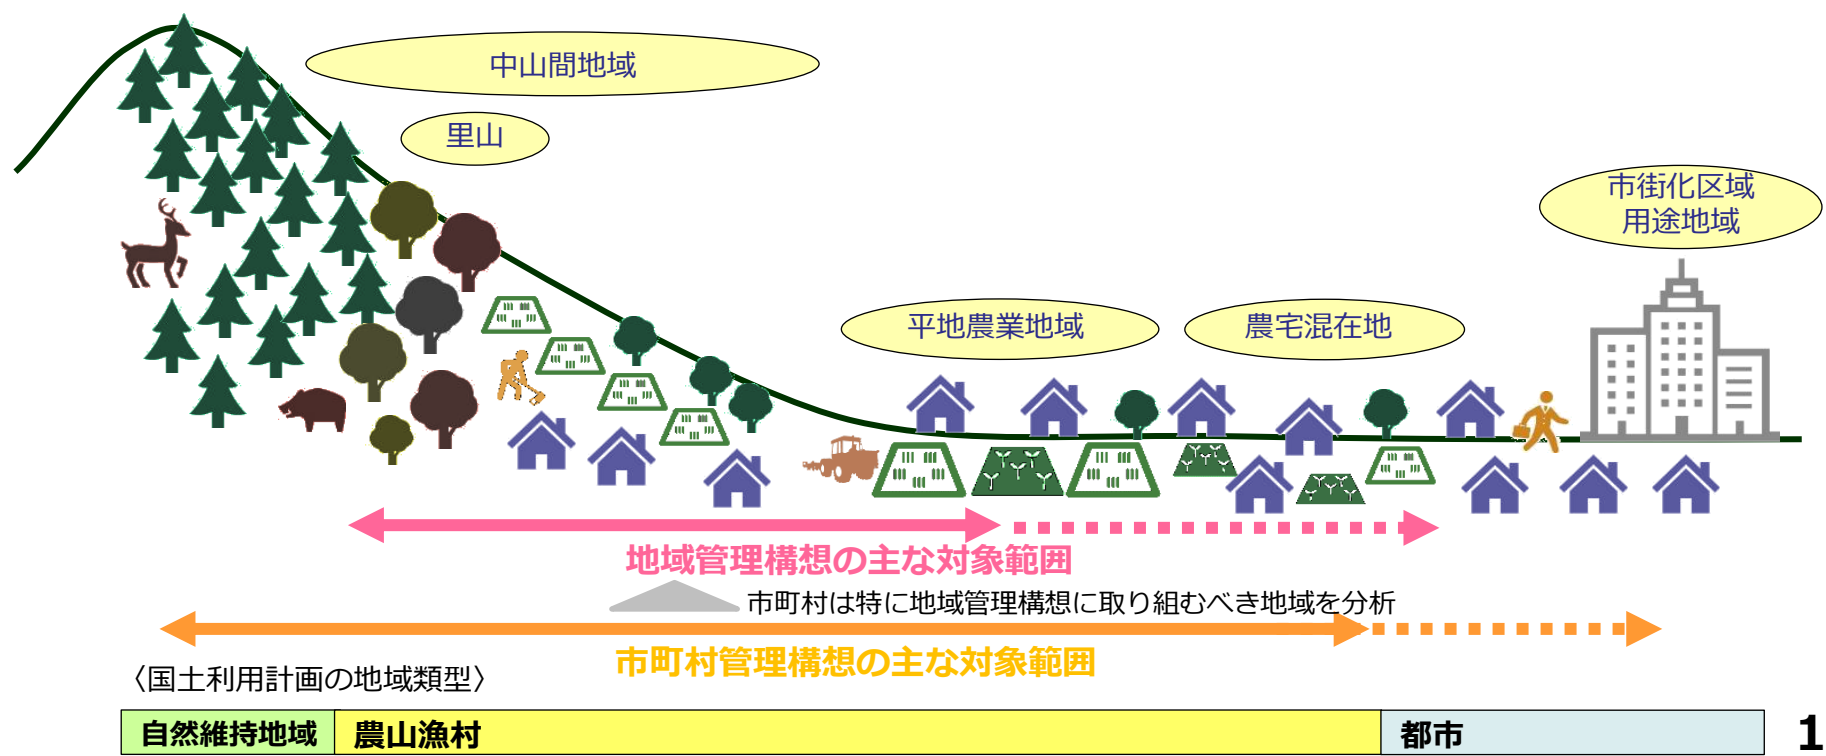 中山間地域
里山
市街化区域
用途地域
平地農業地域
農宅混在地
地域管理構想の主な対象範囲
市町村は特に地域管理構想に取り組むべき地域を分析
市町村管理構想の主な対象範囲
〈国土利用計画の地域類型〉
自然維持地域
農山漁村
都市
1